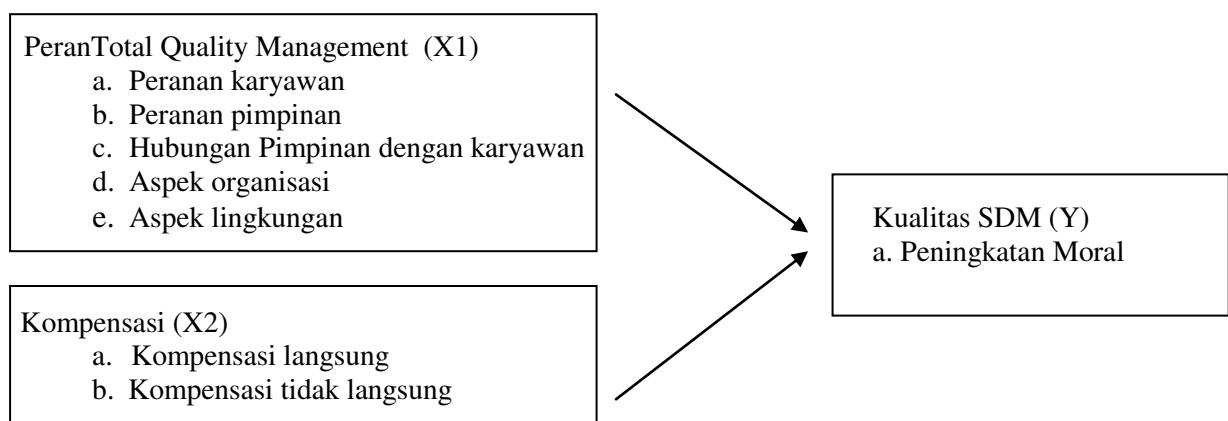 PeranTotal Quality Management (X1)
a. Peranan karyawan
b. Peranan pimpinan
c. Hubungan Pimpinan dengan karyawan
d. Aspek organisasi
e. Aspek lingkungan
Kompensasi (X2)
a. Kompensasi langsung
b. Kompensasi tidak langsung
Kualitas SDM (Y)
a. Peningkatan Moral